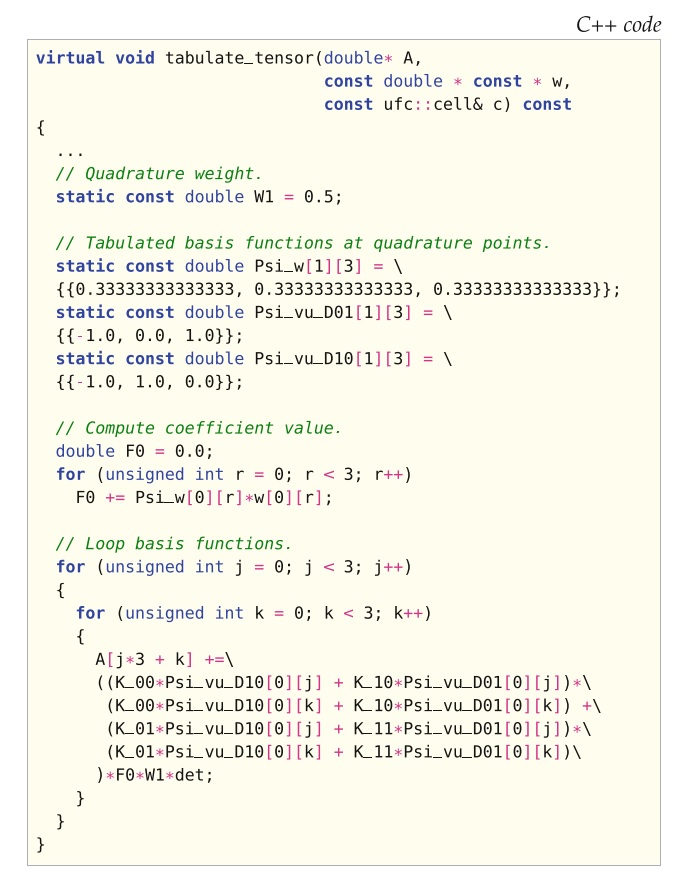 C++ code
virtual void tabulate_tensor(double* A,
                             const double * const * w,
                             const ufc::cell& c) const
{
  ...
  // Quadrature weight.
  static const double W1 = 0.5;

  // Tabulated basis functions at quadrature points.
  static const double Psi_w[1][3] = \
  {{0.33333333333333, 0.33333333333333, 0.33333333333333}};
  static const double Psi_vu_D01[1][3] = \
  {{-1.0, 0.0, 1.0}};
  static const double Psi_vu_D10[1][3] = \
  {{-1.0, 1.0, 0.0}};

  // Compute coefficient value.
  double F0 = 0.0;
  for (unsigned int r = 0; r < 3; r++)
    F0 += Psi_w[0][r]*w[0][r];

  // Loop basis functions.
  for (unsigned int j = 0; j < 3; j++)
  {
    for (unsigned int k = 0; k < 3; k++)
    {
      A[j*3 + k] +=\
      ((K_00*Psi_vu_D10[0][j] + K_10*Psi_vu_D01[0][j])*\
       (K_00*Psi_vu_D10[0][k] + K_10*Psi_vu_D01[0][k]) +\
       (K_01*Psi_vu_D10[0][j] + K_11*Psi_vu_D01[0][j])*\
       (K_01*Psi_vu_D10[0][k] + K_11*Psi_vu_D01[0][k])\
      )*F0*W1*det;
    }
  }
}